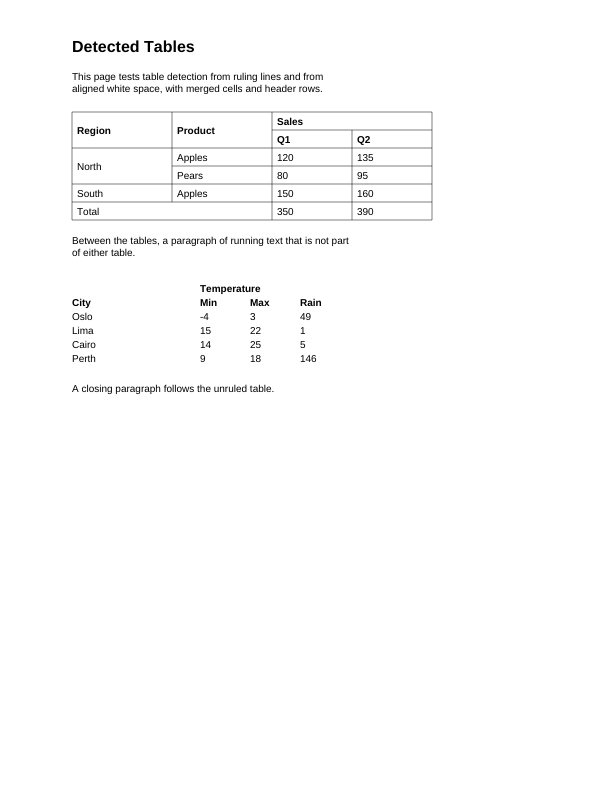 Detected Tables
This page tests table detection from ruling lines and from
aligned white space, with merged cells and header rows.
Region Product Sales
Q1 Q2
North Apples 120 135
Pears 80 95
South Apples 150 160
Total 350 390
Between the tables, a paragraph of running text that is not part
of either table.
Temperature
City Min Max Rain
Oslo -4 3 49
Lima 15 22 1
Cairo 14 25 5
Perth 9 18 146
A closing paragraph follows the unruled table.